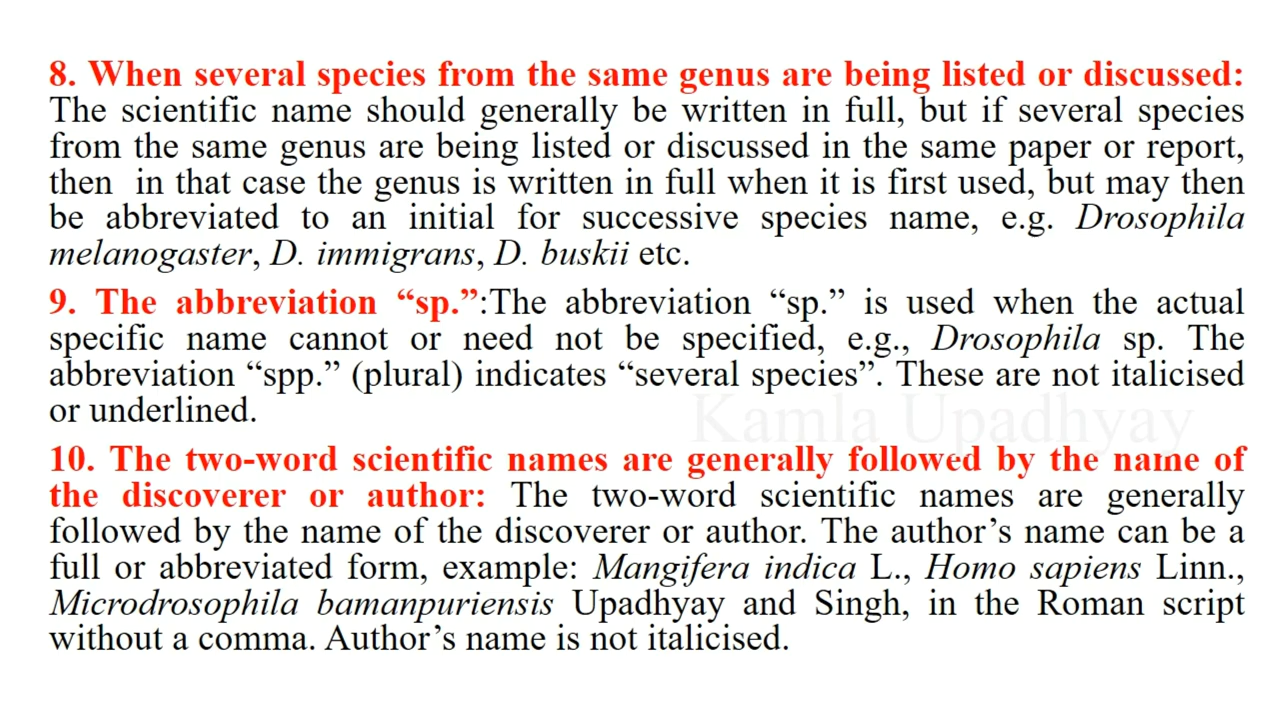 8. When several species from the same genus are being listed or discussed:
The scientific name should generally be written in full, but if several species
from the same genus are being listed or discussed in the same paper or report,
then in that case the genus is written in full when it is first used, but may then
be abbreviated to an initial for successive species name, e.g. Drosophila
melanogaster, D. immigrans, D. buskii etc.
9. The abbreviation “sp.”:The abbreviation “sp.” is used when the actual
specific name cannot or need not be specified, e.g., Drosophila sp. The
abbreviation “spp.” (plural) indicates “several species”. These are not italicised
or underlined.
Kamla Upadhyay
10. The two-word scientific names are generally followed by the name of
the discoverer or author: The two-word scientific names are generally
followed by the name of the discoverer or author. The author’s name can be a
full or abbreviated form, example: Mangifera indica L., Homo sapiens Linn.,
Microdrosophila bamanpuriensis Upadhyay and Singh, in the Roman script
without a comma. Author’s name is not italicised.